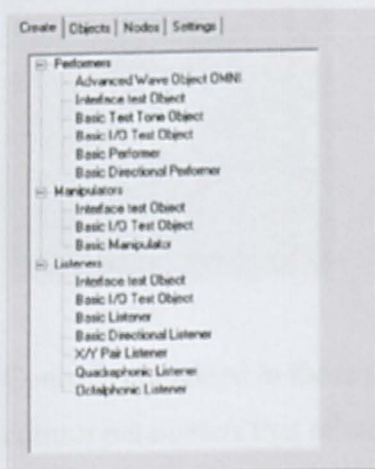 Create | Objects | Nodes | Settings |
Performers
Advanced Wave Object OMNI
Interface test Object
Basic Test Tone Object
Basic I/O Test Object
Basic Performer
Basic Directional Performer
Manipulators
Interface test Object
Basic I/O Test Object
Basic Manipulator
Listeners
Interface test Object
Basic I/O Test Object
Basic Listener
Basic Directional Listener
X/Y Pair Listener
Quadraphonic Listener
Octalphonic Listener